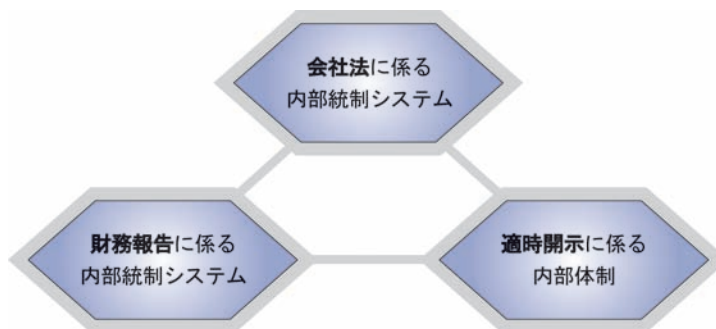 会社法に係る
内部統制システム
財務報告に係る
内部統制システム
適時開示に係る
内部体制